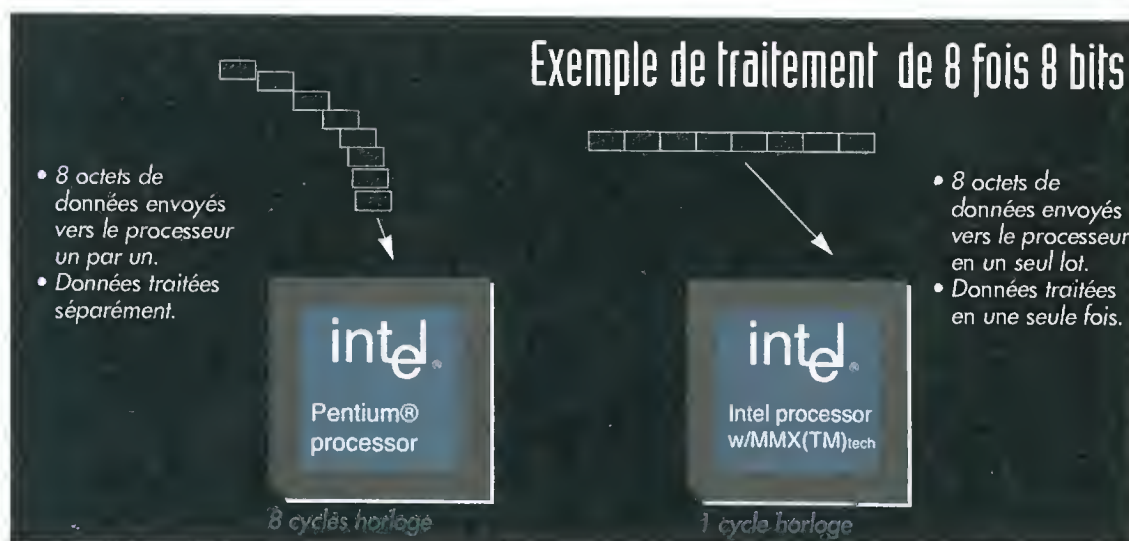 Exemple de traitement de 8 fois 8 bits
• 8 octets de
données envoyés
vers le processeur
un par un.
• Données traitées
séparément.
intel®
Pentium®
processor
8 cycles horloge
intel®
Intel processor
w/MMX(TM)tech
1 cycle horloge
• 8 octets de
données envoyés
vers le processeur
en un seul lot.
• Données traitées
en une seule fois.